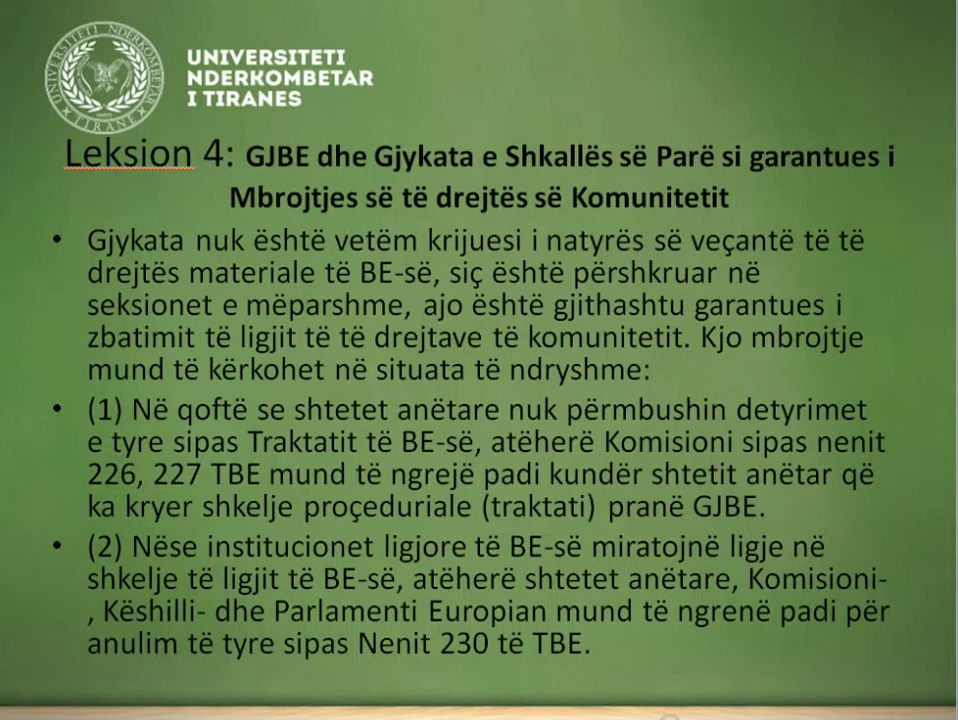 UNIVERSITETI NDERKOMBETAR
TIRANE
UNIVERSITETI
NDERKOMBETAR
I TIRANES
Leksion 4: GJBE dhe Gjykata e Shkallës së Parë si garantues i
Mbrojtjes së të drejtës së Komunitetit
• Gjykata nuk është vetëm krijuesi i natyrës së veçantë të të
drejtës materiale të BE-së, siç është përshkruar në
seksionet e mëparshme, ajo është gjithashtu garantues i
zbatimit të ligjit të të drejtave të komunitetit. Kjo mbrojtje
mund të kërkohet në situata të ndryshme:
• (1) Në qoftë se shtetet anëtare nuk përmbushin detyrimet
e tyre sipas Traktatit të BE-së, atëherë Komisioni sipas nenit
226, 227 TBE mund të ngrejë padi kundër shtetit anëtar që
ka kryer shkelje proçeduriale (traktati) pranë GJBE.
• (2) Nëse institucionet ligjore të BE-së miratojnë ligje në
shkelje të ligjit të BE-së, atëherë shtetet anëtare, Komisioni-
, Këshilli- dhe Parlamenti Europian mund të ngrenë padi për
anulim të tyre sipas Nenit 230 të TBE.